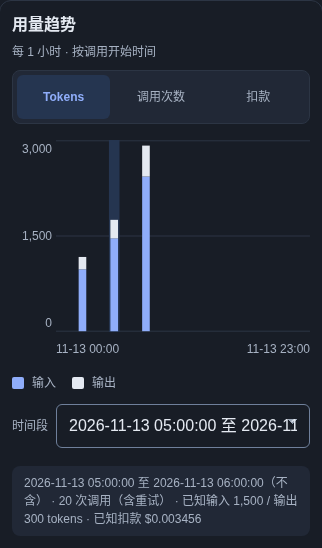 用量趋势
每 1 小时 · 按调用开始时间
Tokens
调用次数
扣款
3,000
1,500
0
11-13 00:00
11-13 23:00
输入
输出
时间段
2026-11-13 05:00:00 至 2026-11
2026-11-13 05:00:00 至 2026-11-13 06:00:00（不
含） · 20 次调用（含重试） · 已知输入 1,500 / 输出
300 tokens · 已知扣款 $0.003456